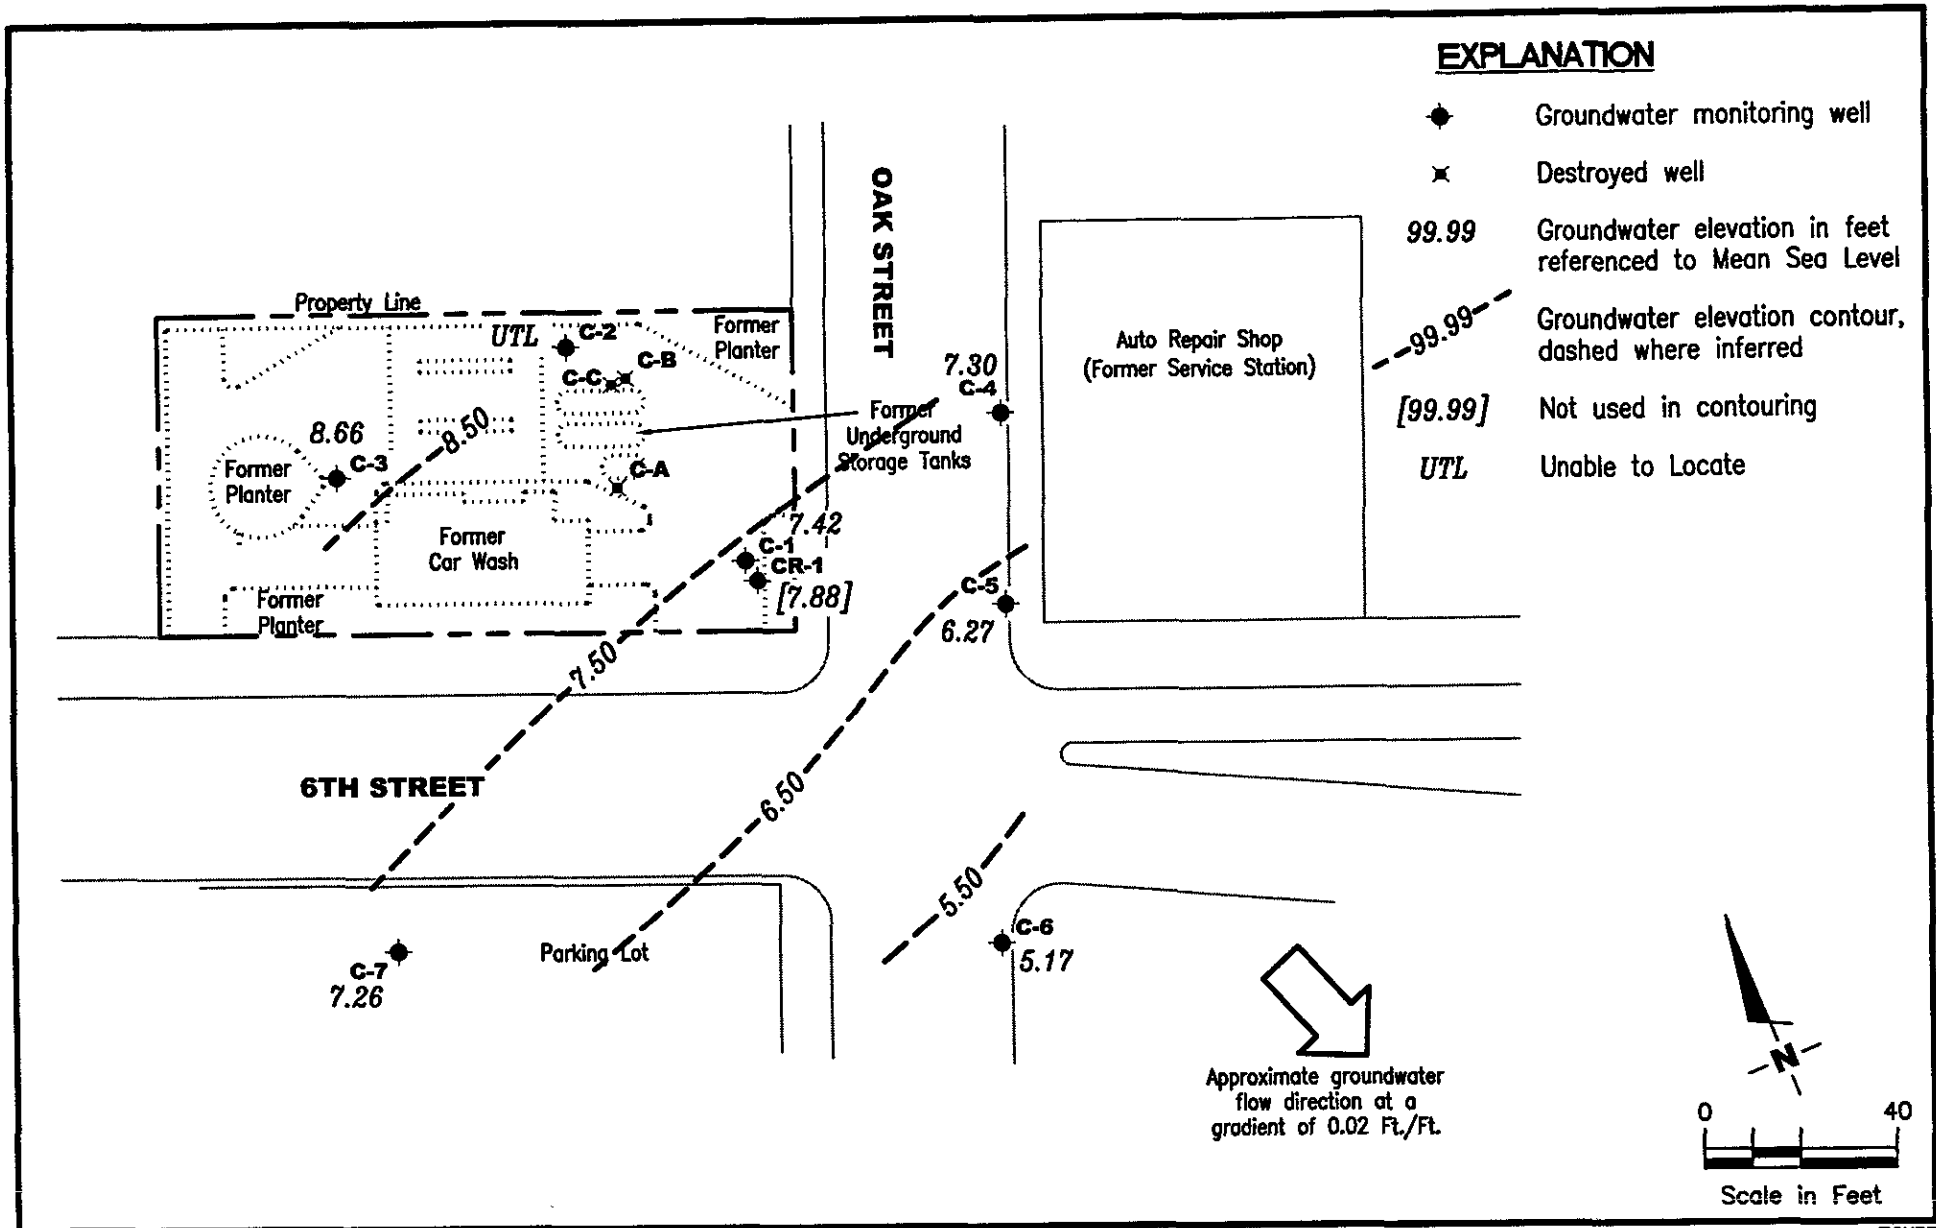 EXPLANATION
Groundwater monitoring well
Destroyed well
99.99 Groundwater elevation in feet
referenced to Mean Sea Level
99.99 Groundwater elevation contour,
dashed where inferred
[99.99] Not used in contouring
UTL Unable to Locate
OAK STREET
Property Line
UTL
C-2
Former
Planter
C-B
C-C
8.50
8.66
C-3
Former
Planter
C-A
Former
Underground
Storage Tanks
7.30
C-4
Auto Repair Shop
(Former Service Station)
Former
Car Wash
7.42
C-1
CR-1
[7.88]
Former
Planter
C-5
6.27
7.50
6TH STREET
6.50
5.50
C-6
5.17
Parking Lot
C-7
7.26
Approximate groundwater
flow direction at a
gradient of 0.02 Ft./Ft.
N
0 40
Scale in Feet